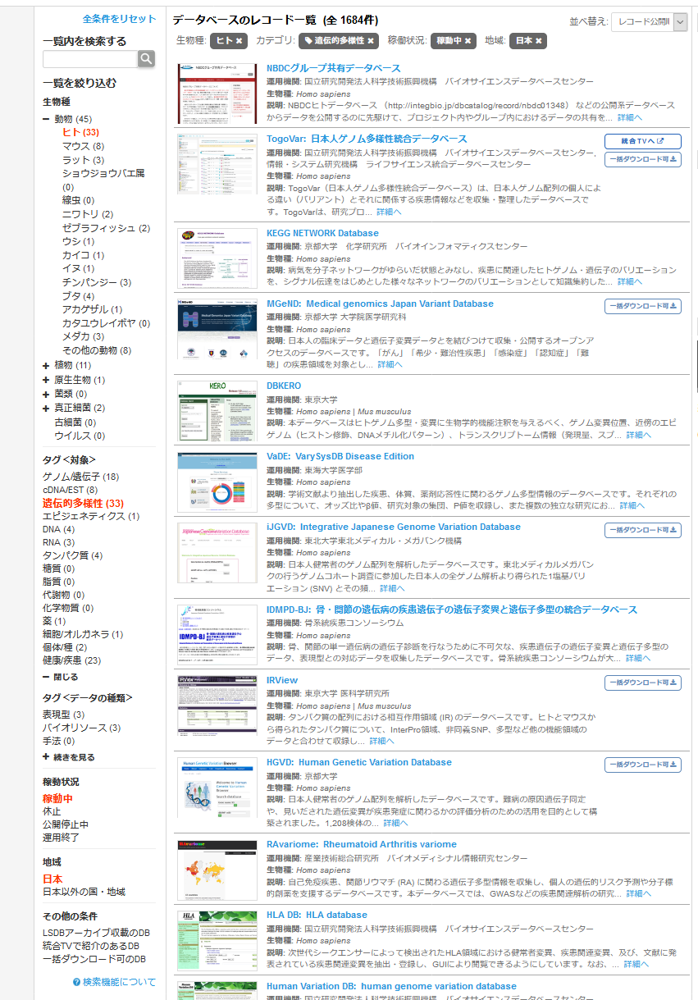 全条件をリセット
一覧内を検索する
一覧を絞り込む
生物種
− 動物 (45)
ヒト (33)
マウス (8)
ラット (3)
ショウジョウバエ属
(0)
線虫 (0)
ニワトリ (2)
ゼブラフィッシュ (2)
ウシ (1)
カイコ (1)
イヌ (1)
チンパンジー (3)
ブタ (4)
アカゲザル (1)
カタユウレイボヤ (0)
メダカ (3)
その他の動物 (8)
+ 植物 (11)
+ 原生生物 (1)
+ 菌類 (0)
+ 真正細菌 (2)
古細菌 (0)
ウイルス (0)
タグ<対象>
ゲノム/遺伝子 (18)
cDNA/EST (8)
遺伝的多様性 (33)
エピジェネティクス (1)
DNA (4)
RNA (3)
タンパク質 (4)
糖質 (0)
脂質 (0)
代謝物 (0)
化学物質 (0)
薬 (1)
細胞/オルガネラ (1)
個体/種 (2)
健康/疾患 (23)
− 閉じる
タグ<データの種類>
表現型 (3)
バイオリソース (3)
手法 (0)
+ 続きを見る
稼動状況
稼動中
休止
公開停止中
運用終了
地域
日本
日本以外の国・地域
その他の条件
LSDBアーカイブ収載のDB
統合TVで紹介のあるDB
一括ダウンロード可のDB
検索機能について
データベースのレコード一覧 (全 1684件)
並べ替え: レコード公開
生物種: ヒト × カテゴリ: 遺伝的多様性 × 稼働状況: 稼動中 × 地域: 日本 ×
NBDCグループ共有データベース
運用機関: 国立研究開発法人科学技術振興機構 バイオサイエンスデータベースセンター
生物種: Homo sapiens
説明: NBDCヒトデータベース （http://integbio.jp/dbcatalog/record/nbdc01348） などの公開系データベース
からデータを公開するのに先駆けて、プロジェクト内やグループ内におけるデータの共有を... 詳細へ
TogoVar: 日本人ゲノム多様性統合データベース
統合TVへ
運用機関: 国立研究開発法人科学技術振興機構 バイオサイエンスデータベースセンター,
一括ダウンロード可
情報・システム研究機構 ライフサイエンス統合データベースセンター
生物種: Homo sapiens
説明: TogoVar（日本人ゲノム多様性統合データベース）は、日本人ゲノム配列の個人によ
る違い（バリアント）とそれに関係する疾患情報などを収集・整理したデータベースで
す。TogoVarは、研究プロ... 詳細へ
KEGG NETWORK Database
運用機関: 京都大学 化学研究所 バイオインフォマティクスセンター
生物種: Homo sapiens
説明: 病気を分子ネットワークがゆらいだ状態とみなし、疾患に関連したヒトゲノム・遺伝子のバリエーション
を、シグナル伝達をはじめとした様々なネットワークのバリエーションとして知識集約した... 詳細へ
MGeND: Medical genomics Japan Variant Database
一括ダウンロード可
運用機関: 京都大学 大学院医学研究科
生物種: Homo sapiens
説明: 日本人の臨床データと遺伝子変異データとを結びつけて収集・公開するオープンア
クセスのデータベースです。「がん」「希少・難治性疾患」「感染症」「認知症」「難
聴」の疾患領域を対象とし... 詳細へ
DBKERO
運用機関: 東京大学
生物種: Homo sapiens | Mus musculus
説明: 本データベースはヒトゲノム多型・変異に生物学的機能注釈を与えるべく、ゲノム変異位置、近傍のエピ
ゲノム（ヒストン修飾、DNAメチル化パターン）、トランスクリプトーム情報（発現量、スプ... 詳細へ
VaDE: VarySysDB Disease Edition
運用機関: 東海大学医学部
生物種: Homo sapiens
説明: 学術文献より抽出した疾患、体質、薬剤応答性に関わるゲノム多型情報のデータベースです。それぞれの
多型について、オッズ比やβ値、研究対象の集団、P値を収録し、また複数の独立な研究にお... 詳細へ
iJGVD: Integrative Japanese Genome Variation Database
一括ダウンロード可
運用機関: 東北大学東北メディカル・メガバンク機構
生物種: Homo sapiens
説明: 日本人健常者のゲノム配列を解析したデータベースです。東北メディカルメガバン
クの行うゲノムコホート調査に参加した日本人の全ゲノム解析より得られた1塩基バリ
エーション (SNV) とその頻... 詳細へ
IDMPD-BJ: 骨・関節の遺伝病の疾患遺伝子の遺伝子変異と遺伝子多型の統合データベース
運用機関: 骨系統疾患コンソーシウム
生物種: Homo sapiens
説明: 骨、関節の単一遺伝病の遺伝子診断を行なうために不可欠な、疾患遺伝子の遺伝子変異と遺伝子多型の
データ、表現型との対応データを収集したデータベースです。骨系統疾患コンソーシウムが大... 詳細へ
IRView
一括ダウンロード可
運用機関: 東京大学 医科学研究所
生物種: Homo sapiens | Mus musculus
説明: タンパク質の配列における相互作用領域 (IR) のデータベースです。ヒトとマウスか
ら得られたタンパク質について、InterPro領域、非同義SNP、多型など他の機能領域の
データと合わせて収録し... 詳細へ
HGVD: Human Genetic Variation Database
一括ダウンロード可
運用機関: 京都大学
生物種: Homo sapiens
説明: 日本人健常者のゲノム配列を解析したデータベースです。難病の原因遺伝子同定
や、見いだされた遺伝変異が疾患発症に関わるかの評価分析のための活用を目的として構
築されました。1,208検体の... 詳細へ
RAvariome: Rheumatoid Arthritis variome
運用機関: 産業技術総合研究所 バイオメディシナル情報研究センター
生物種: Homo sapiens
説明: 自己免疫疾患、関節リウマチ (RA) に関わる遺伝子多型情報を収集し、個人の遺伝的リスク予測や分子標
的創薬を支援するデータベースです。本データベースでは、GWASなどの疾患関連解析の研究... 詳細へ
HLA DB: HLA database
運用機関: 国立研究開発法人科学技術振興機構 バイオサイエンスデータベースセンター
生物種: Homo sapiens
説明: 次世代シークエンサーによって検出されたHLA領域における健常者変異、疾患関連変異、及び、文献に発
表されている疾患関連変異を抽出・登録し、GUIにより閲覧できるようにしています。なお、... 詳細へ
Human Variation DB: human genome variation database
運用機関: 国立研究開発法人科学技術振興機構 バイオサイエンスデータベースセンター